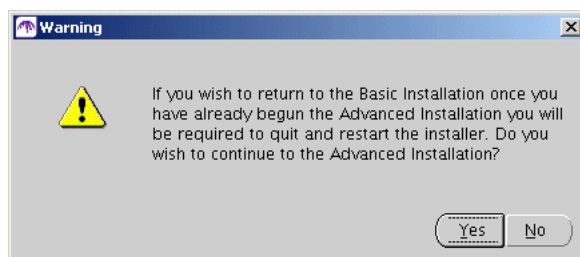 Warning
If you wish to return to the Basic Installation once you
have already begun the Advanced Installation you will
be required to quit and restart the installer. Do you
wish to continue to the Advanced Installation?
Yes No